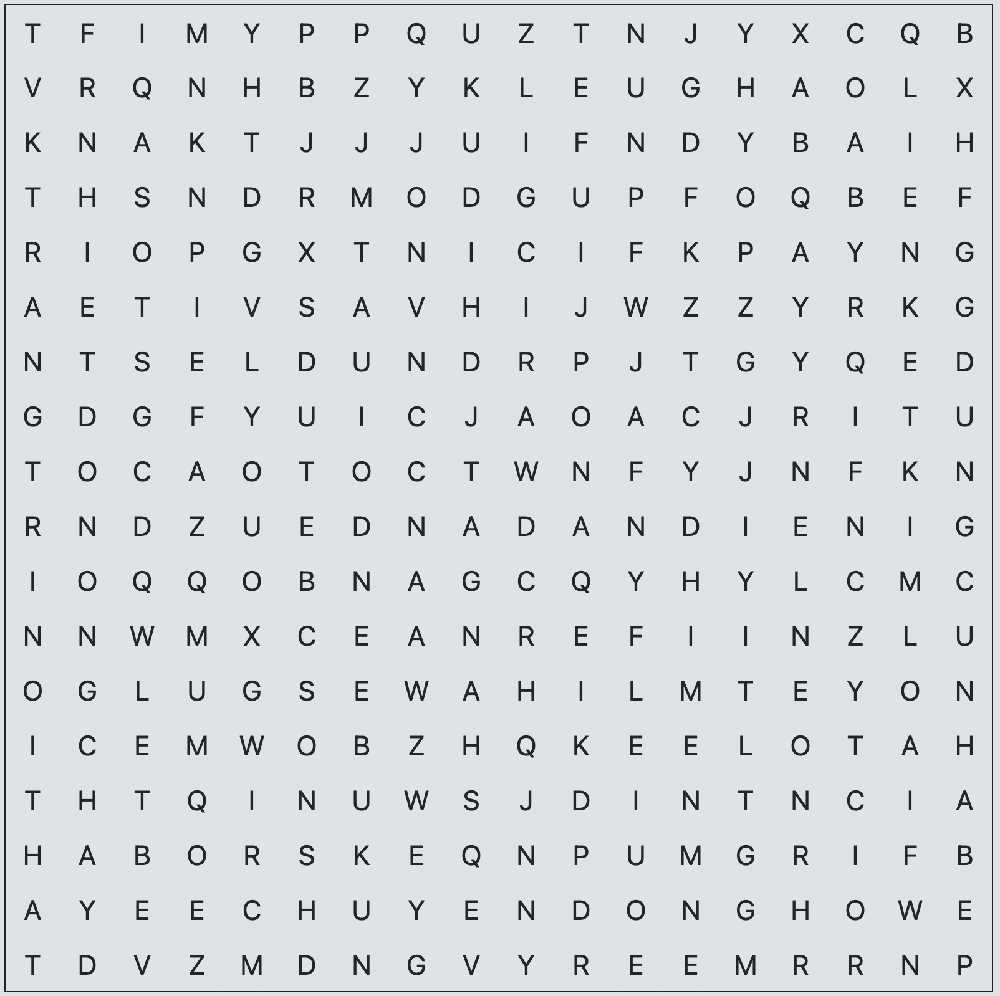 T F I M Y P P Q U Z T N J Y X C Q B
V R Q N H B Z Y K L E U G H A O L X
K N A K T J J J U I F N D Y B A I H
T H S N D R M O D G U P F O Q B E F
R I O P G X T N I C I F K P A Y N G
A E T I V S A V H I J W Z Z Y R K G
N T S E L D U N D R P J T G Y Q E D
G D G F Y U I C J A O A C J R I T U
T O C A O T O C T W N F Y J N F K N
R N D Z U E D N A D A N D I E N I G
I O Q Q O B N A G C Q Y H Y L C M C
N N W M X C E A N R E F I I N Z L U
O G L U G S E W A H I L M T E Y O N
I C E M W O B Z H Q K E E L O T A H
T H T Q I N U W S J D I N T N C I A
H A B O R S K E Q N P U M G R I F B
A Y E E C H U Y E N D O N G H O W E
T D V Z M D N G V Y R E E M R R N P